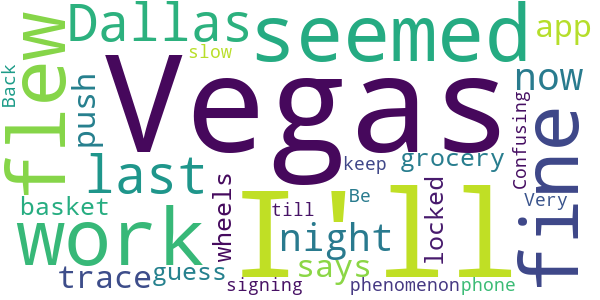 Dallas
slow
seemed
app
Back
flew
push
Vegas
now
last
grocery
keep
Confusing
fine
basket
wheels
till
Be
locked
Very
work
I'll
night
trace
guess
says
signing
phenomenon
phone